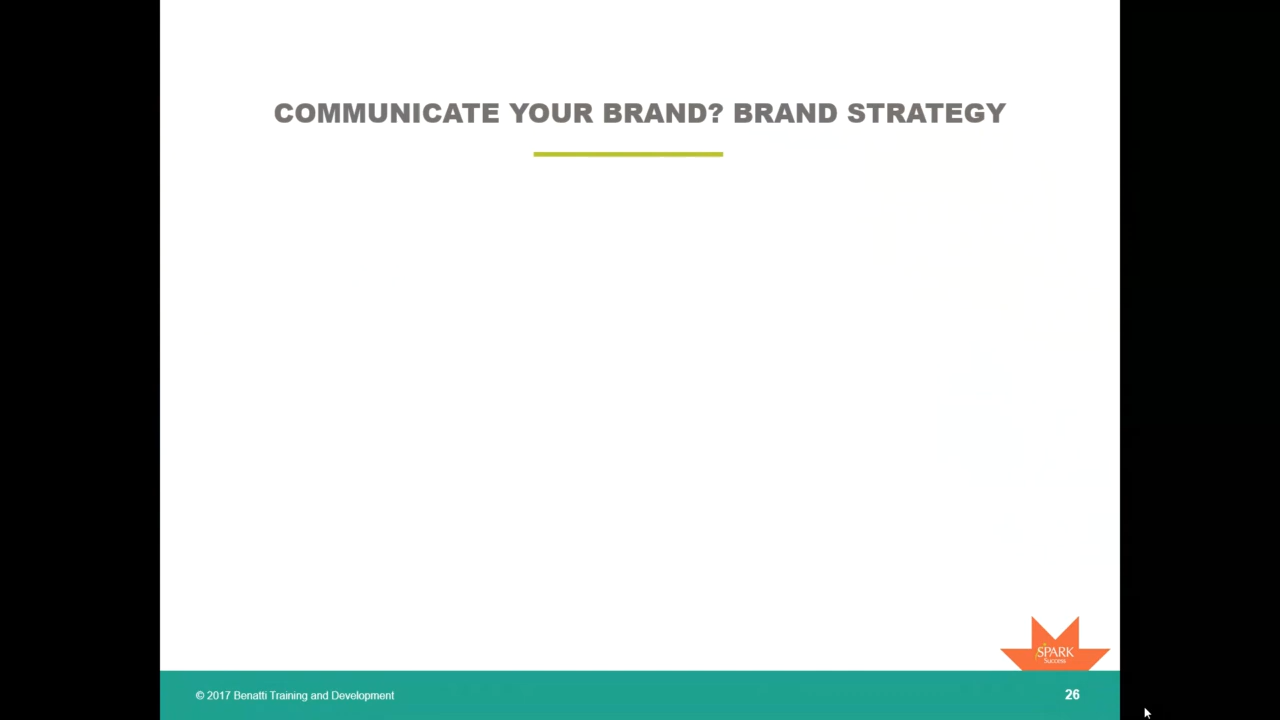 COMMUNICATE YOUR BRAND? BRAND STRATEGY
SPARK
Success
© 2017 Benatti Training and Development
26